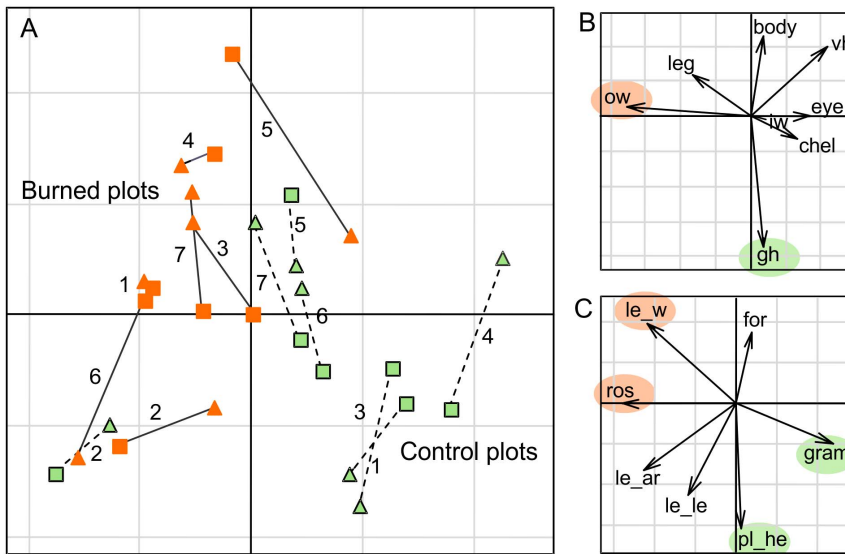 A
5
4
Burned plots
5
7
3
7
1
6
6
4
2
3
Control plots
2
1
B
body
leg
ow
eye
iw
chel
gh
C
le_w
for
ros
gram
le_ar
le_le
pl_he